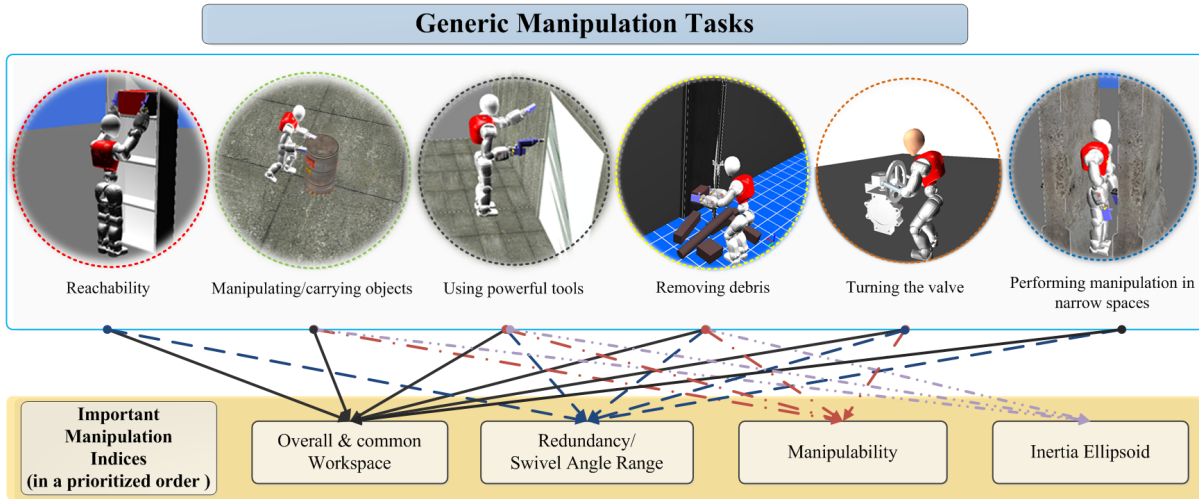 Generic Manipulation Tasks
Reachability
Manipulating/carrying objects
Using powerful tools
Removing debris
Turning the valve
Performing manipulation in
narrow spaces
Important
Manipulation
Indices
(in a prioritized order )
Overall & common
Workspace
Redundancy/
Swivel Angle Range
Manipulability
Inertia Ellipsoid